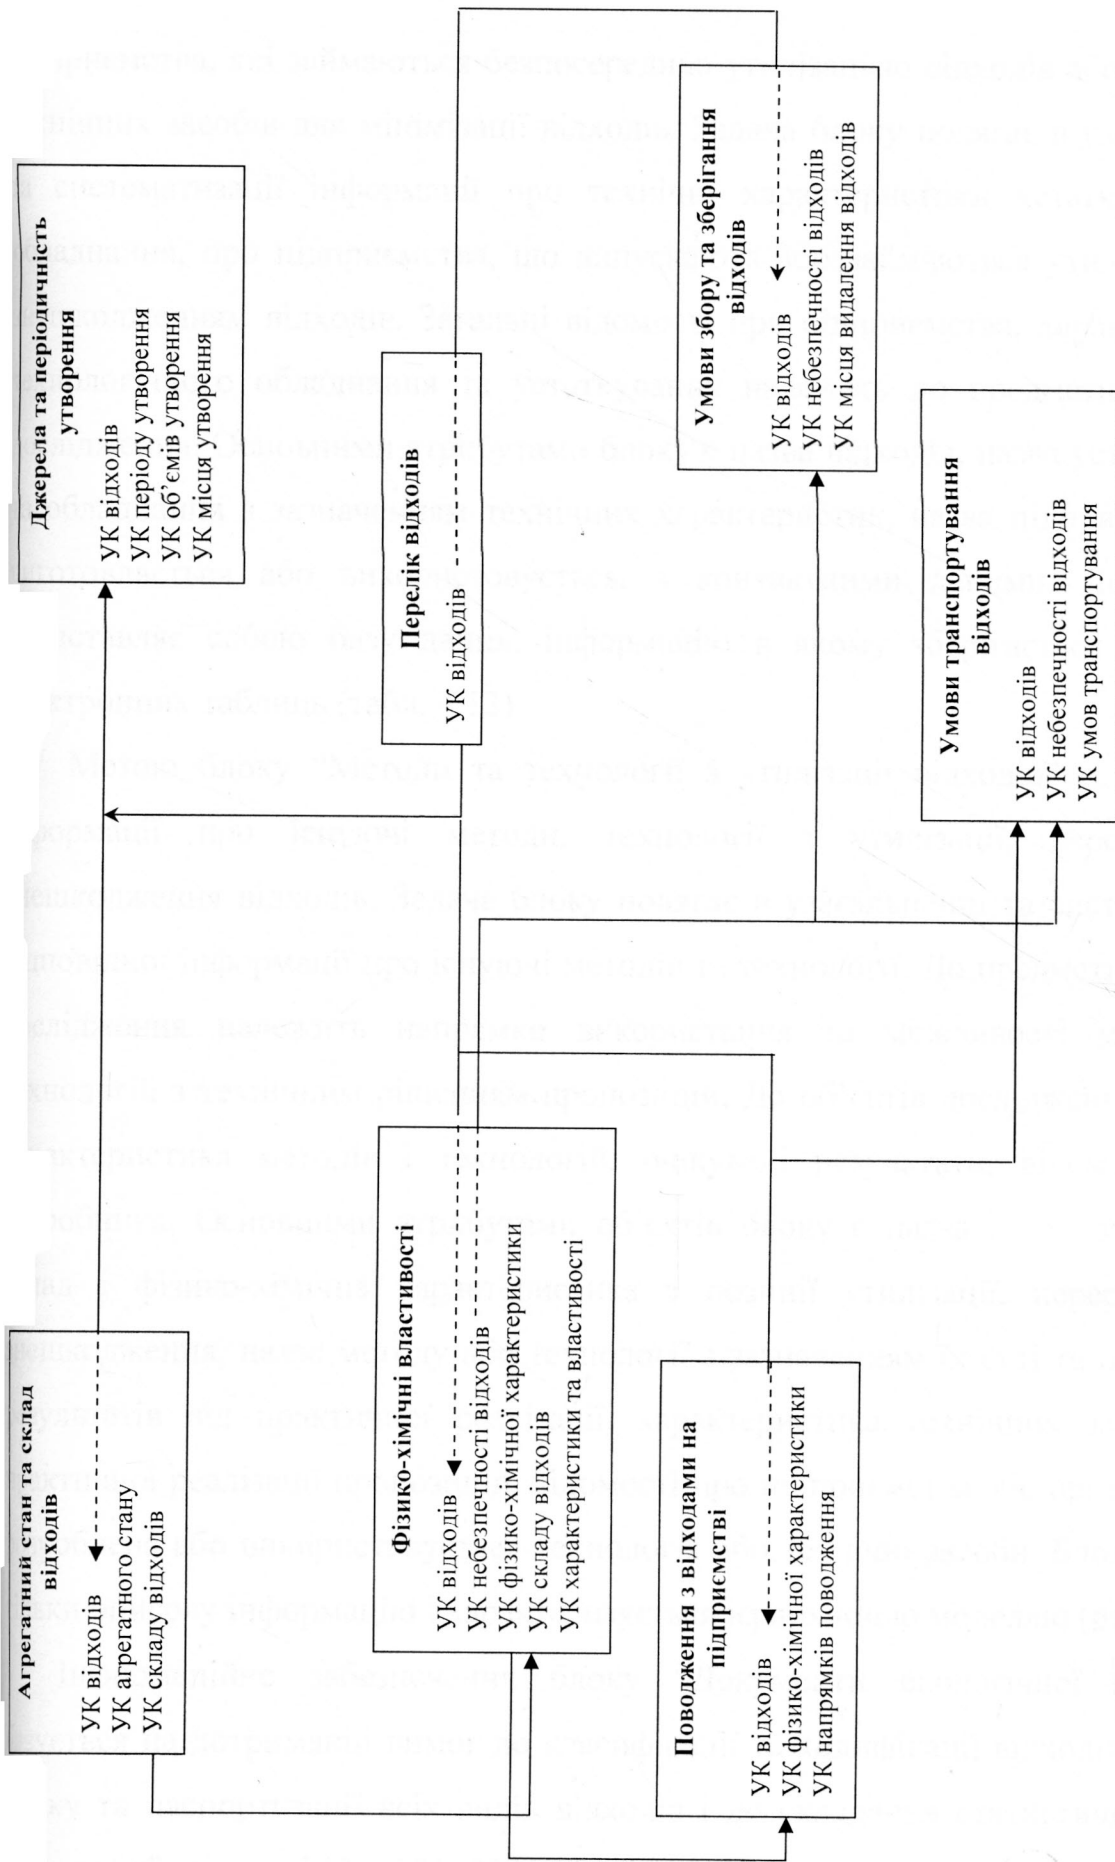 Агрегатний стан та склад
відходів
УК відходів
УК агрегатного стану
УК складу відходів
Джерела та періодичність
утворення
УК відходів
УК періоду утворення
УК об’ємів утворення
УК місця утворення
Перелік відходів
УК відходів
Фізико-хімічні властивості
УК відходів
УК небезпечності відходів
УК фізико-хімічної характеристики
УК складу відходів
УК характеристики та властивості
Умови збору та зберігання
відходів
УК відходів
УК небезпечності відходів
УК місця видалення відходів
Поводження з відходами на
підприємстві
УК відходів
УК фізико-хімічної характеристики
УК напрямків поводження
Умови транспортування
відходів
УК відходів
УК небезпечності відходів
УК умов транспортування